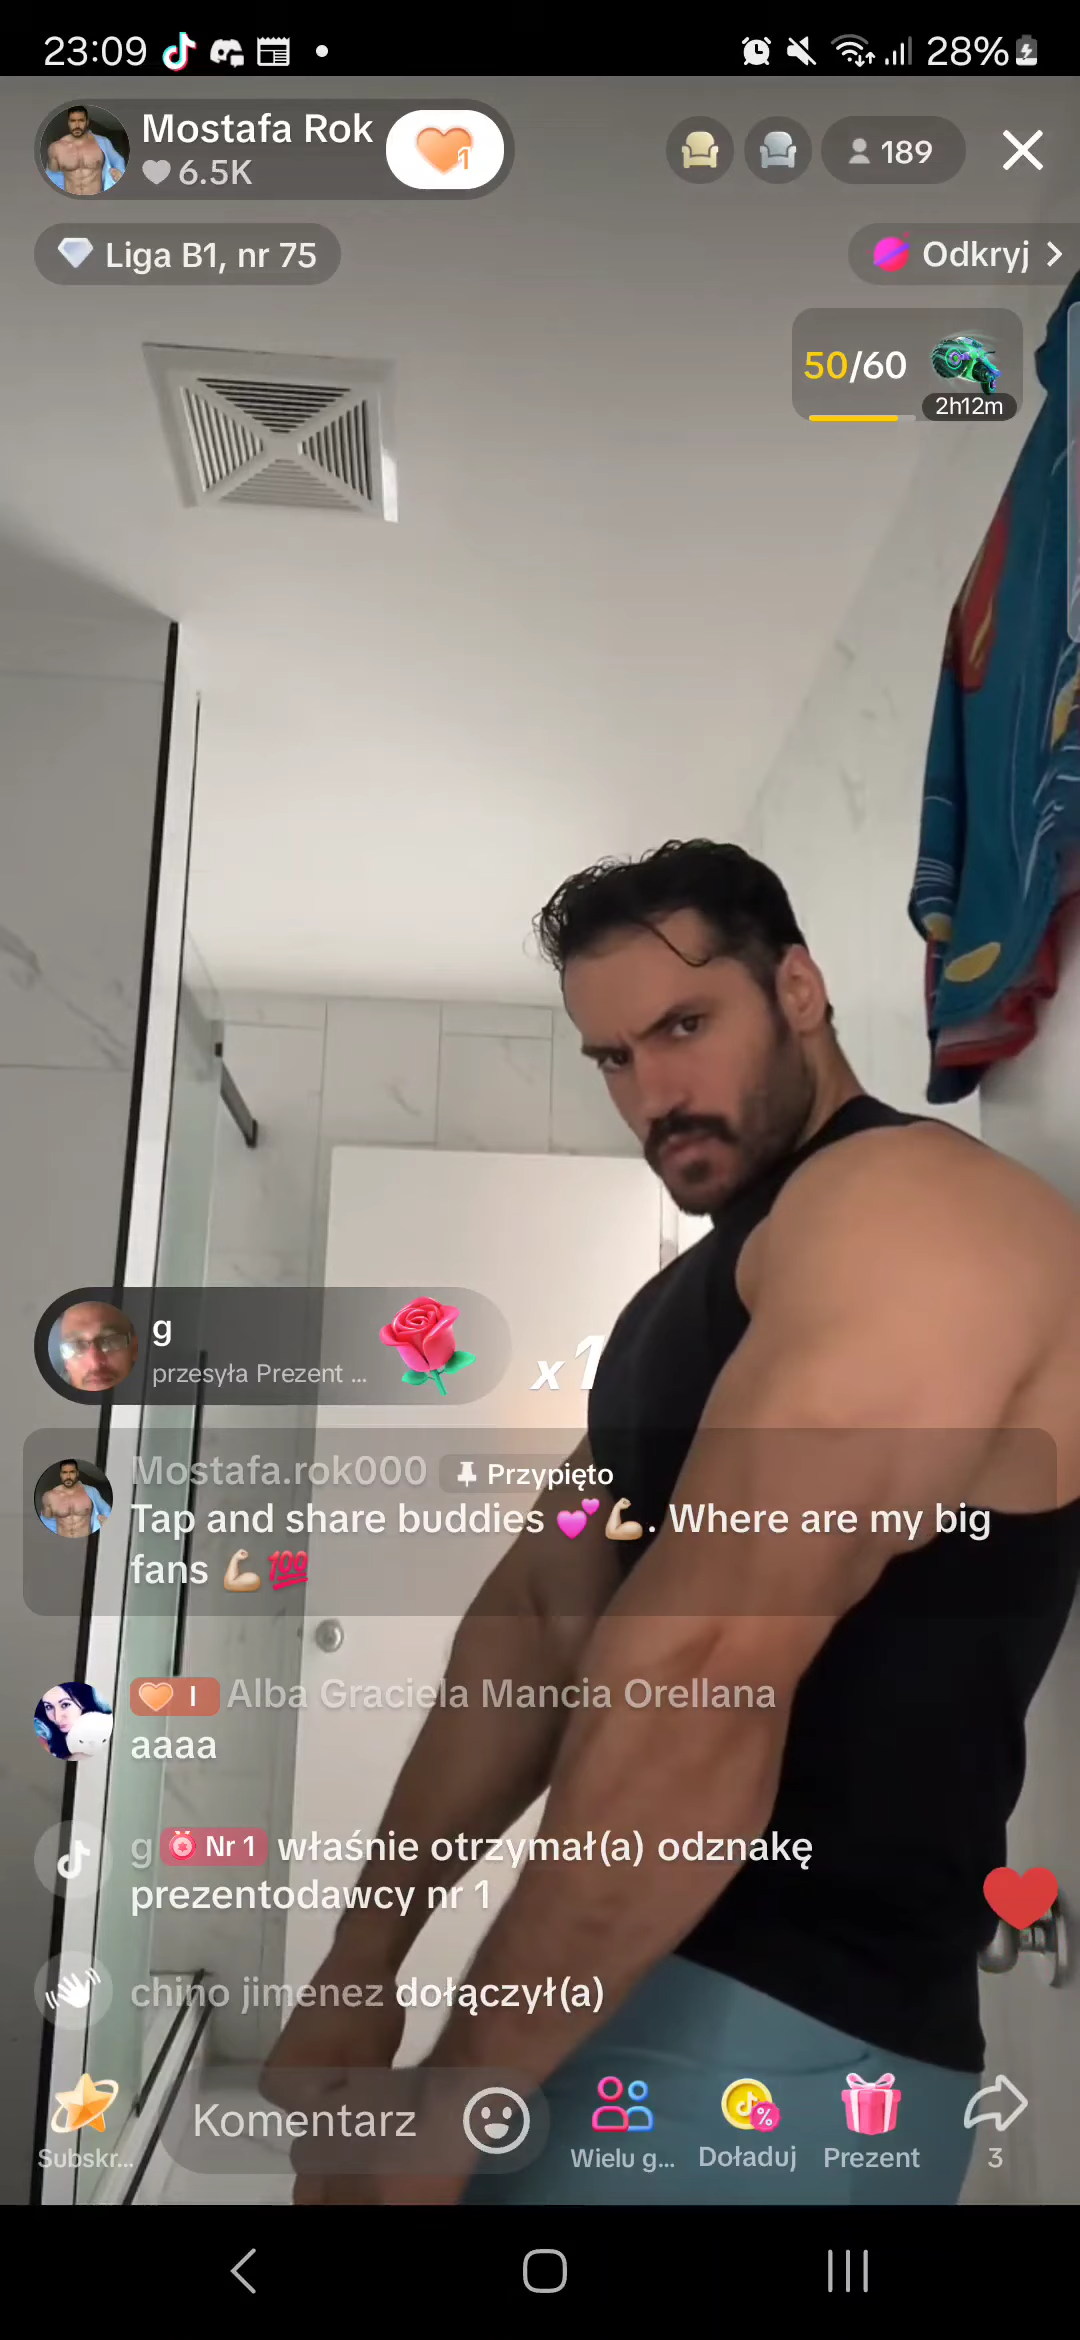 23:09
28%
Mostafa Rok
6.5K
1
189
Liga B1, nr 75
Odkryj
50/60
2h12m
g
przesyła Prezent ...
x1
Mostafa.rok000 Przypięto
Tap and share buddies 💕💪🏼. Where are my big
fans 💪🏼💯
I Alba Graciela Mancia Orellana
aaaa
g Nr 1 właśnie otrzymał(a) odznakę
prezentodawcy nr 1
chino jimenez dołączył(a)
Komentarz
Subskr...
Wielu g...
Doładuj
Prezent
3